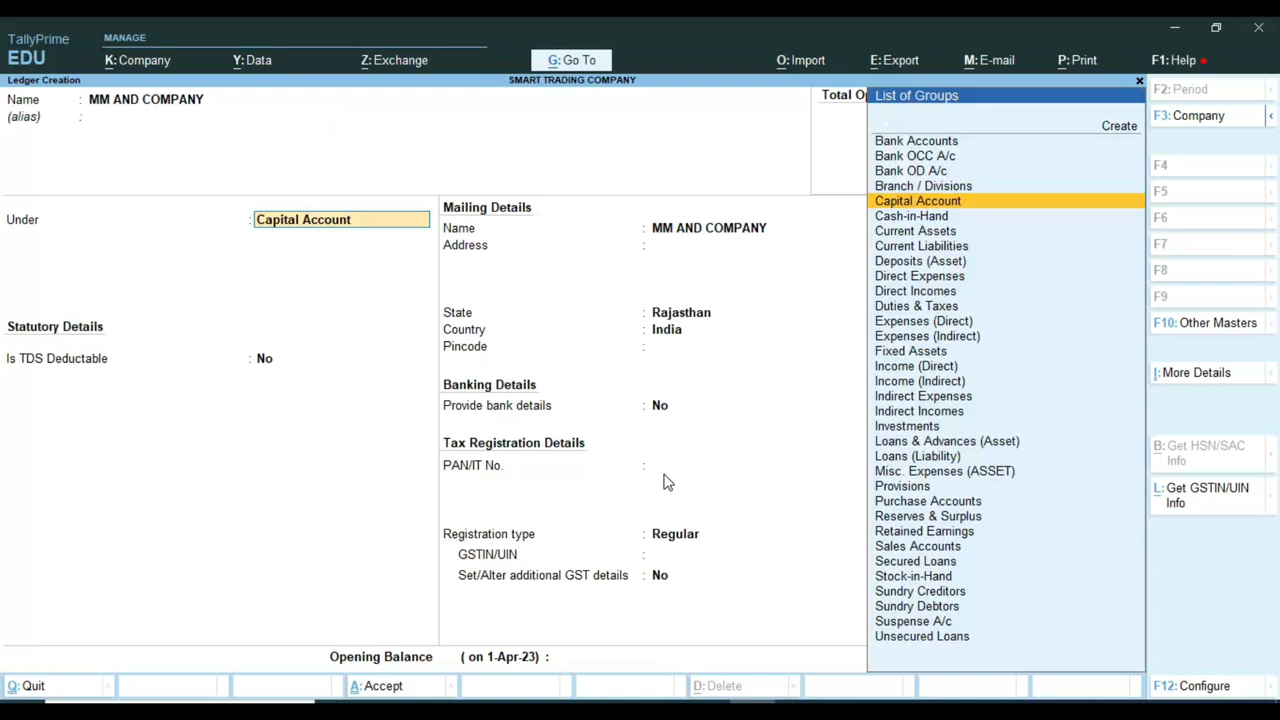 TallyPrime
EDU
MANAGE
K: Company
Y: Data
Z: Exchange
G: Go To
O: Import
E: Export
M: E-mail
P: Print
F1: Help
Ledger Creation
SMART TRADING COMPANY
×
Name : MM AND COMPANY
(alias) :
Total Op
Under : Capital Account
Statutory Details
Is TDS Deductable : No
Mailing Details
Name : MM AND COMPANY
Address :
State : Rajasthan
Country : India
Pincode :
Banking Details
Provide bank details : No
Tax Registration Details
PAN/IT No. :
Registration type : Regular
GSTIN/UIN :
Set/Alter additional GST details : No
Opening Balance ( on 1-Apr-23) :
List of Groups
Create
Bank Accounts
Bank OCC A/c
Bank OD A/c
Branch / Divisions
Capital Account
Cash-in-Hand
Current Assets
Current Liabilities
Deposits (Asset)
Direct Expenses
Direct Incomes
Duties & Taxes
Expenses (Direct)
Expenses (Indirect)
Fixed Assets
Income (Direct)
Income (Indirect)
Indirect Expenses
Indirect Incomes
Investments
Loans & Advances (Asset)
Loans (Liability)
Misc. Expenses (ASSET)
Provisions
Purchase Accounts
Reserves & Surplus
Retained Earnings
Sales Accounts
Secured Loans
Stock-in-Hand
Sundry Creditors
Sundry Debtors
Suspense A/c
Unsecured Loans
F2: Period
F3: Company
F4
F5
F6
F7
F8
F9
F10: Other Masters
I: More Details
B: Get HSN/SAC
Info
L: Get GSTIN/UIN
Info
Q: Quit
A: Accept
D: Delete
F12: Configure